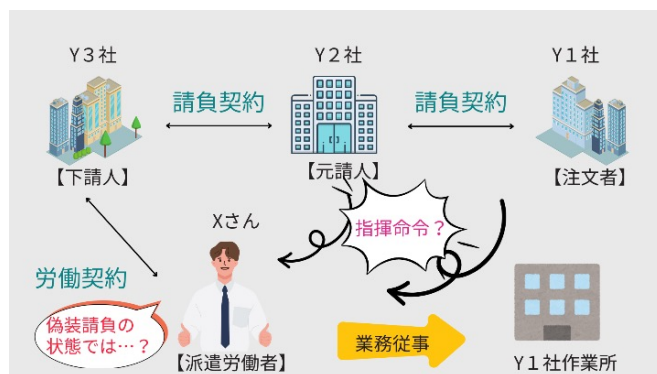 Y3社
Y2社
Y1社
請負契約
請負契約
【下請人】
【元請人】
【注文者】
Xさん
指揮命令?
労働契約
偽装請負の
状態では…?
【派遣労働者】
業務従事
Y1社作業所